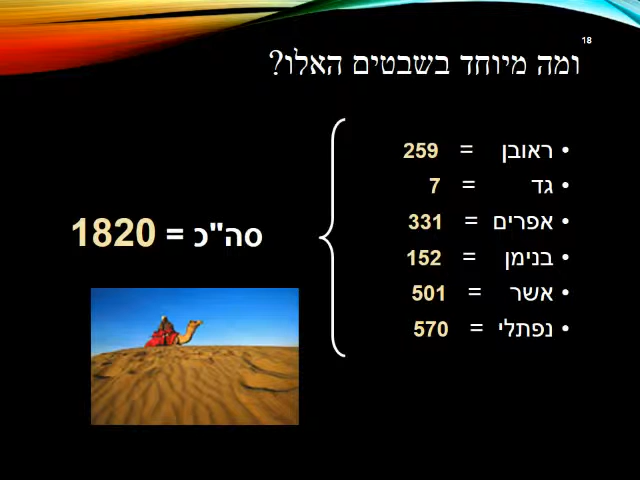 18
ומה מיוחד בשבטים האלו?
• ראובן = 259
• גד = 7
• אפרים = 331
• בנימן = 152
• אשר = 501
• נפתלי = 570
סה"כ = 1820